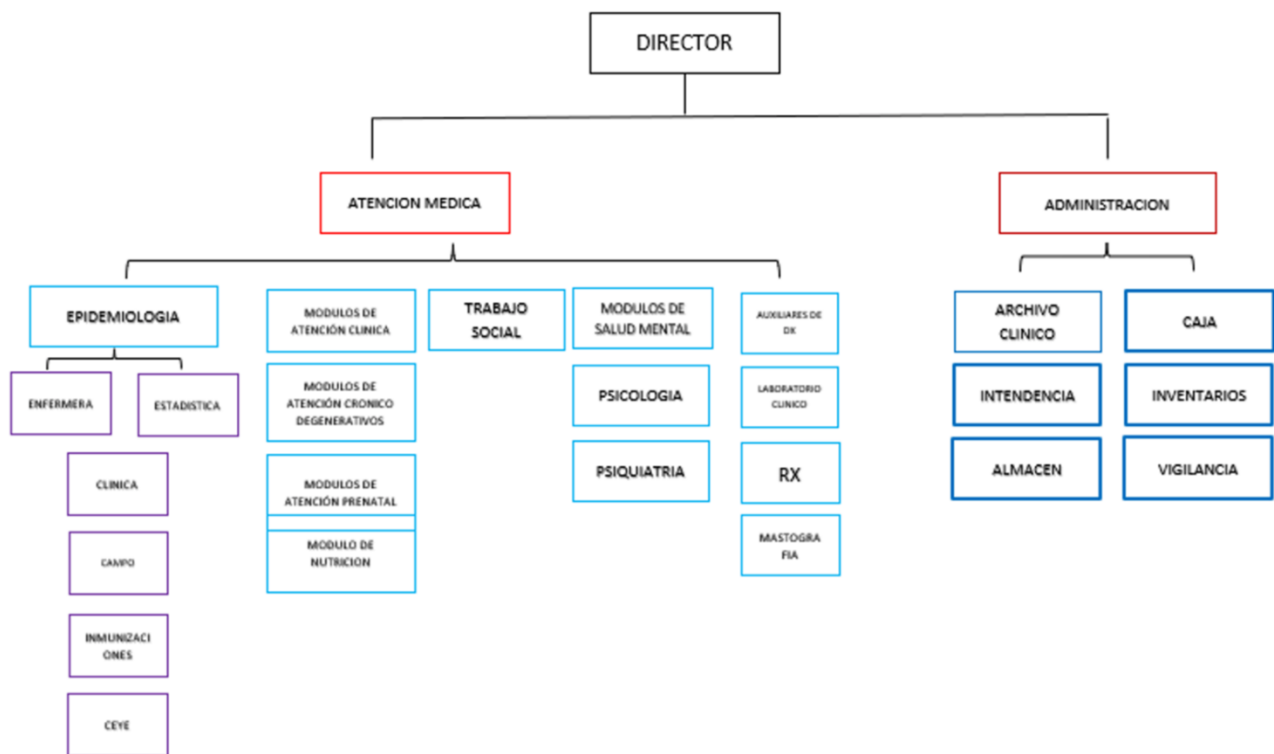 DIRECTOR
ATENCION MEDICA
ADMINISTRACION
EPIDEMIOLOGIA
ENFERMERA
ESTADISTICA
CLINICA
CAMPO
INMUNIZACI
ONES
CEYE
MODULOS DE
ATENCIÓN CLINICA
MODULOS DE
ATENCIÓN CRONICO
DEGENERATIVOS
MODULOS DE
ATENCIÓN PRENATAL
MODULO DE
NUTRICION
TRABAJO
SOCIAL
MODULOS DE
SALUD MENTAL
PSICOLOGIA
PSIQUIATRIA
AUXILIARES DE
DX
LABORATORIO
CLINICO
RX
MASTOGRA
FIA
ARCHIVO
CLINICO
CAJA
INTENDENCIA
INVENTARIOS
ALMACEN
VIGILANCIA